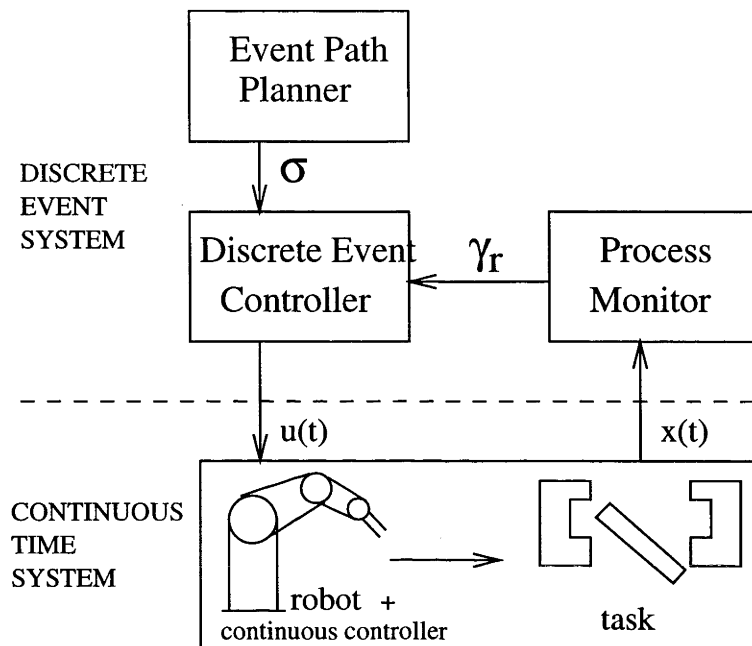 Event Path
Planner
σ
DISCRETE
EVENT
SYSTEM
Discrete Event
Controller
γr
Process
Monitor
u(t)
x(t)
CONTINUOUS
TIME
SYSTEM
robot +
continuous controller
task